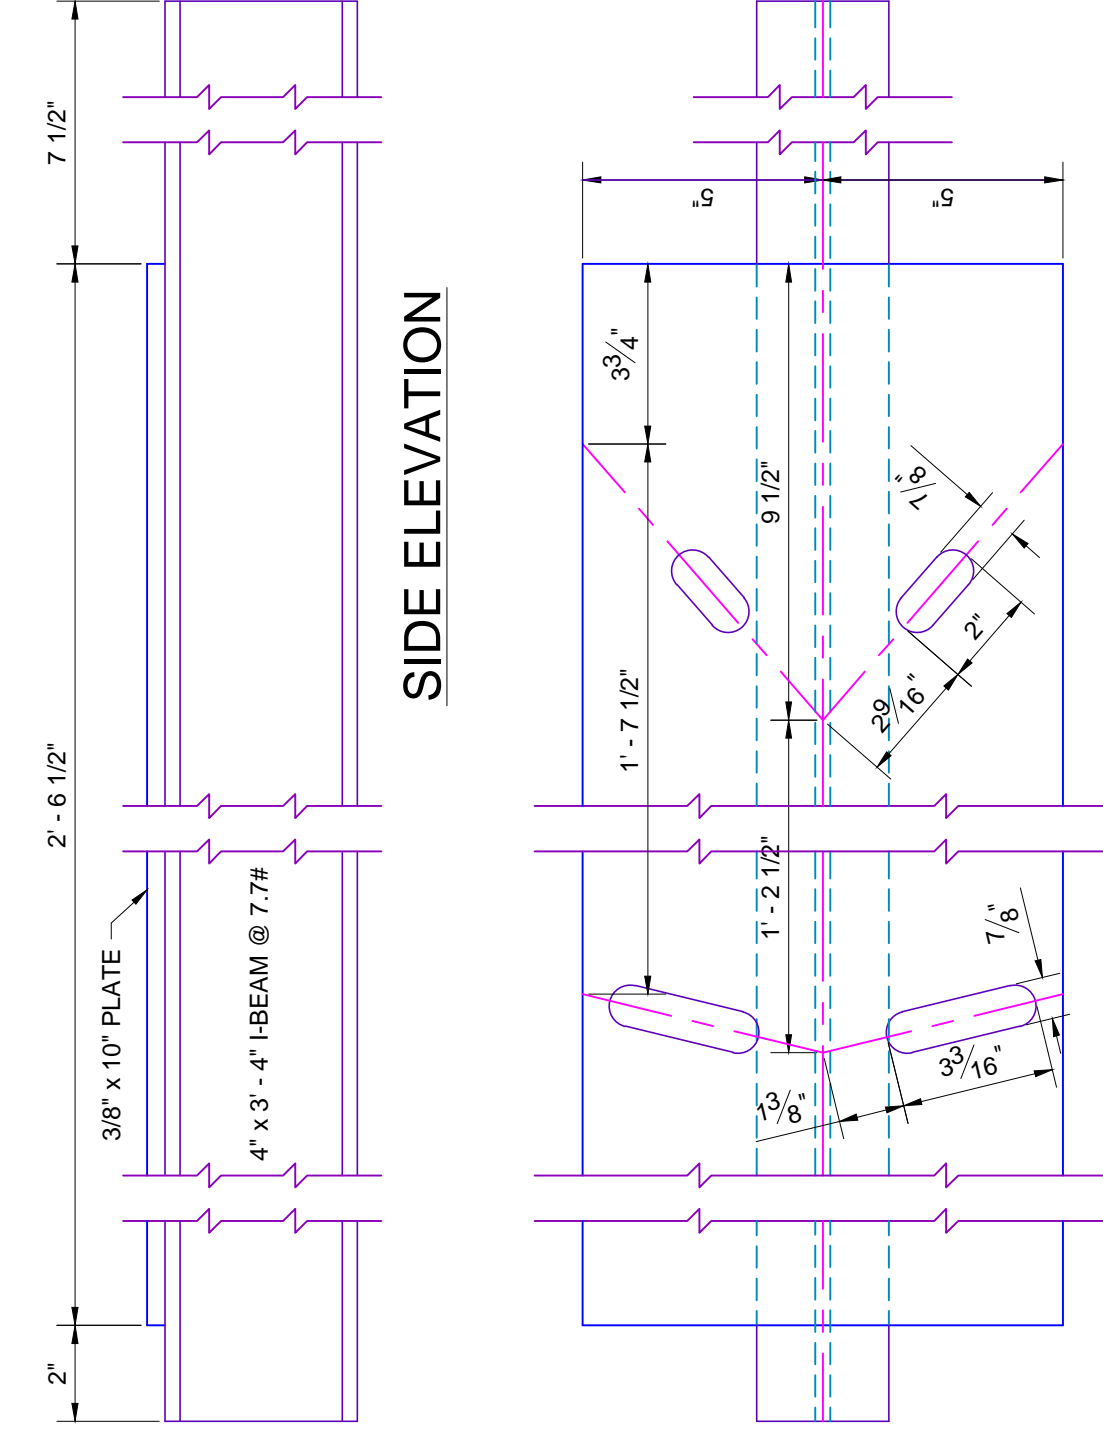 7 1/2"
2' - 6 1/2"
2"
3/8" x 10" PLATE
4" x 3' - 4" I-BEAM @ 7.7#
SIDE ELEVATION
5"
5"
3 3/4"
9 1/2"
1' - 7 1/2"
1' - 2 1/2"
7/8"
2"
2 9/16"
7/8"
3 3/16"
1 3/8"